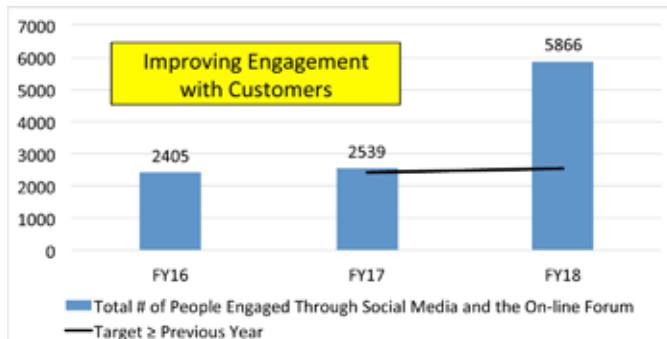 7000
6000
5000
4000
3000
2000
1000
0
Improving Engagement
with Customers
2405
2539
5866
FY16
FY17
FY18
Total # of People Engaged Through Social Media and the On-line Forum
Target ≥ Previous Year